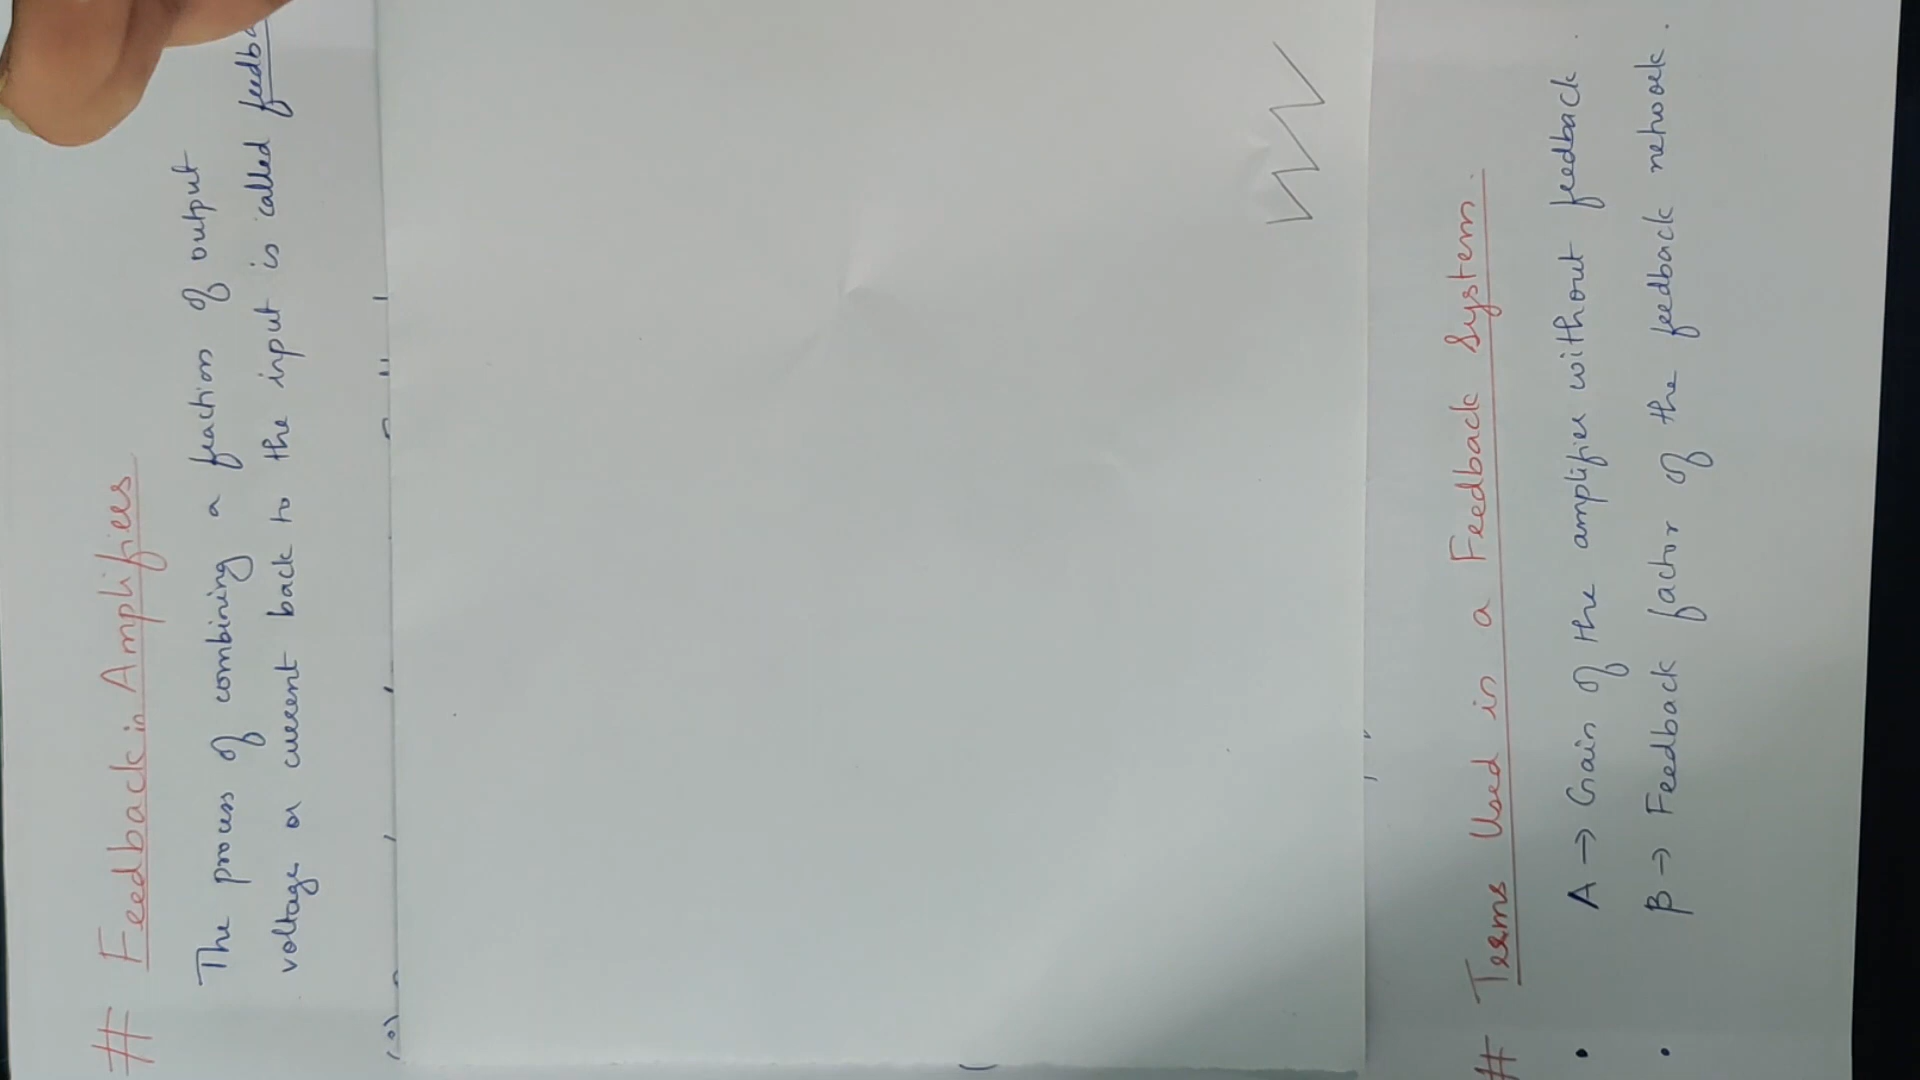 # Feedback in Amplifiers
The process of combining a fraction of output
voltage or current back to the input is called
# Terms Used in a Feedback System.
• A → Gain of the amplifier without feedback.
• β → Feedback factor of the feedback network.